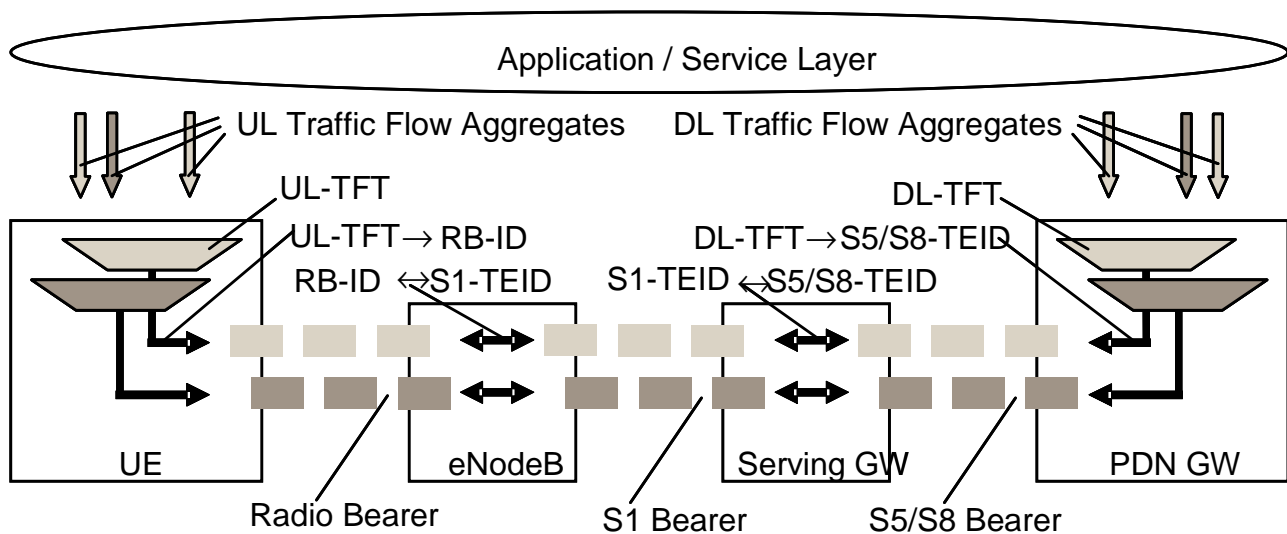 Application / Service Layer
UL Traffic Flow Aggregates
DL Traffic Flow Aggregates
UL-TFT
DL-TFT
UL-TFT → RB-ID
DL-TFT → S5/S8-TEID
RB-ID ↔ S1-TEID
S1-TEID ↔ S5/S8-TEID
UE
eNodeB
Serving GW
PDN GW
Radio Bearer
S1 Bearer
S5/S8 Bearer